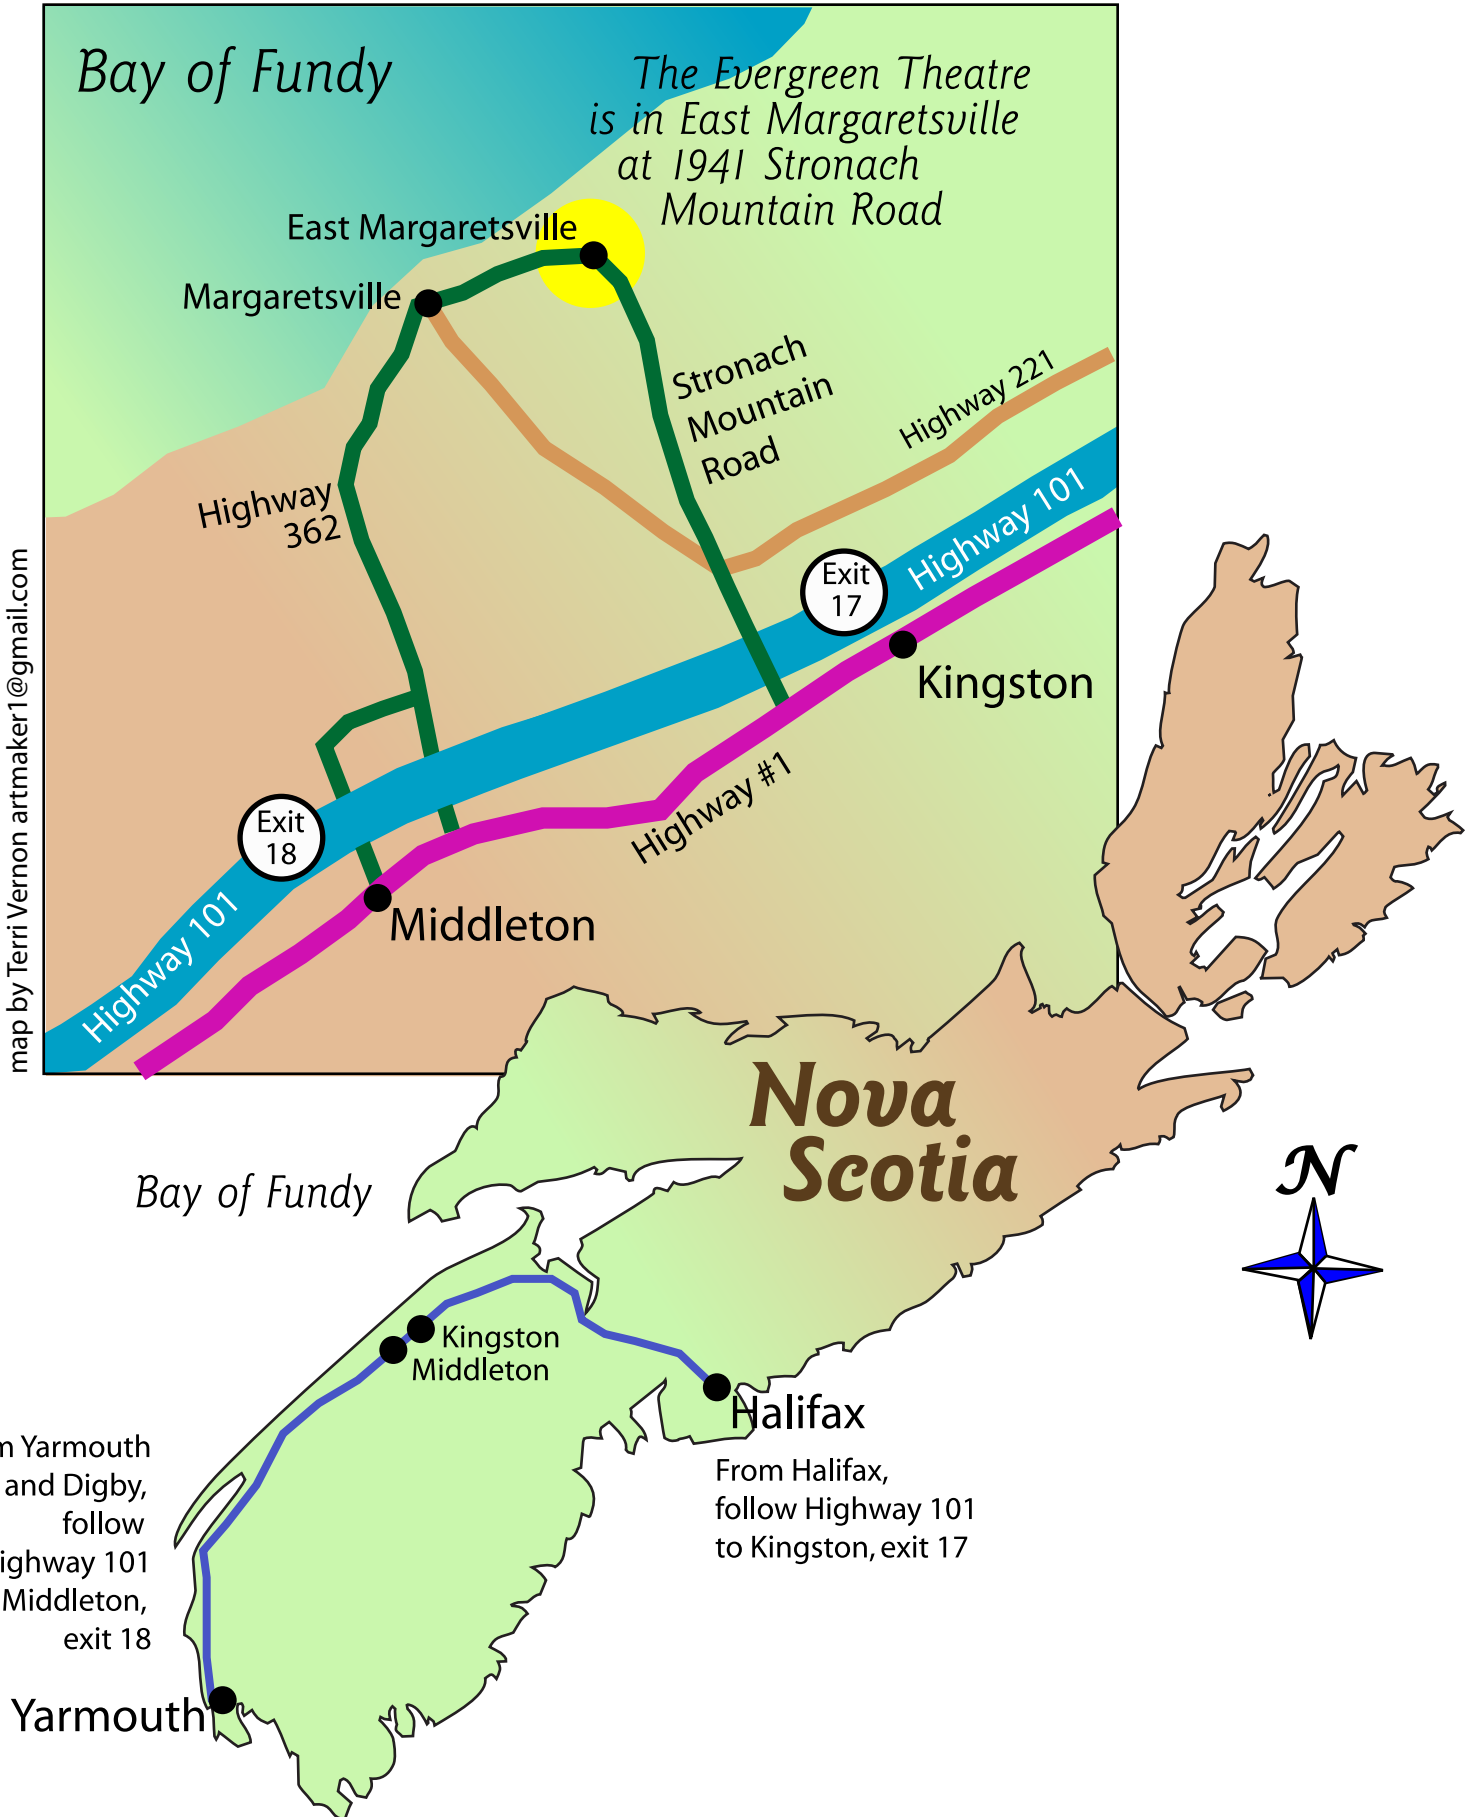 Bay of Fundy
The Evergreen Theatre
is in East Margaretsville
at 1941 Stronach
Mountain Road
East Margaretsville
Margaretsville
Stronach
Mountain
Road
Highway 221
Highway
362
Highway 101
Exit
17
Kingston
Highway #1
Exit
18
Middleton
Highway 101
map by Terri Vernon artmaker1@gmail.com
Nova
Scotia
Bay of Fundy
N
Kingston
Middleton
Halifax
From Halifax,
follow Highway 101
to Kingston, exit 17
Yarmouth
and Digby,
follow
ighway 101
Middleton,
exit 18
Yarmouth